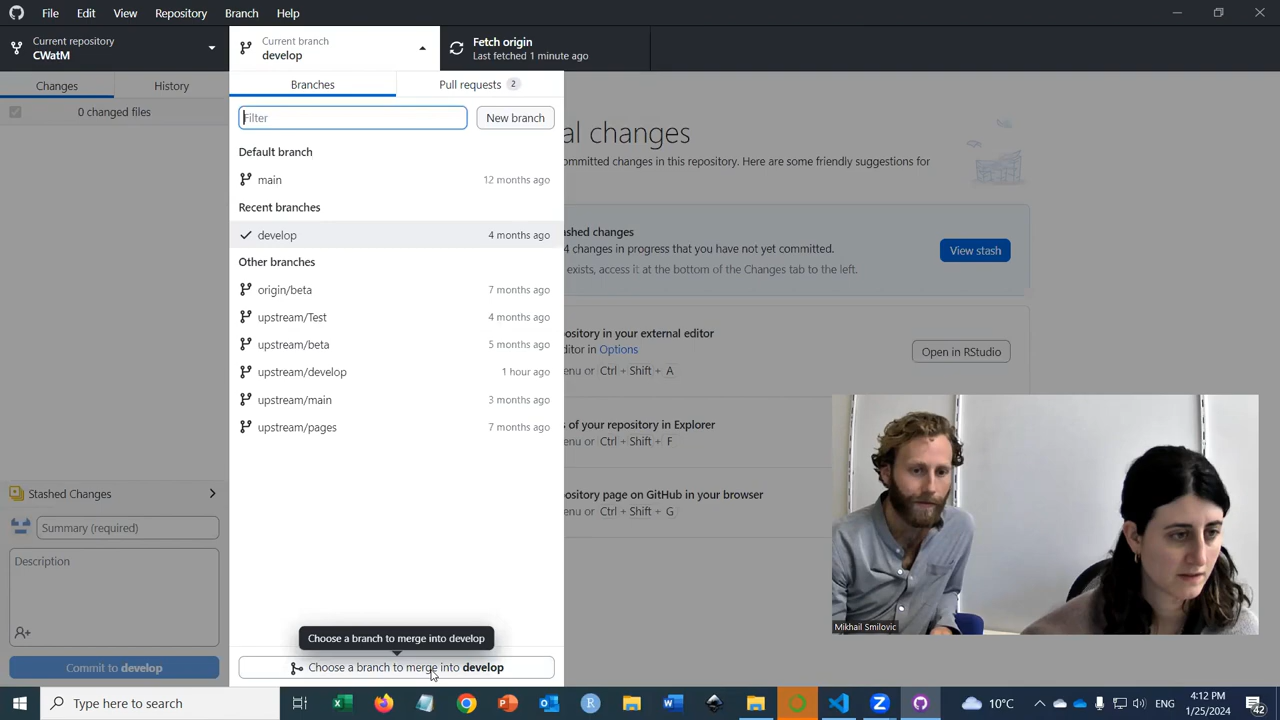 File Edit View Repository Branch Help
Current repository
CWatM
Current branch
develop
Fetch origin
Last fetched 1 minute ago
Changes
History
0 changed files
Branches
Pull requests 2
Filter
New branch
Default branch
main 12 months ago
Recent branches
develop 4 months ago
Other branches
origin/beta 7 months ago
upstream/Test 4 months ago
upstream/beta 5 months ago
upstream/develop 1 hour ago
upstream/main 3 months ago
upstream/pages 7 months ago
Choose a branch to merge into develop
Choose a branch to merge into develop
al changes
committed changes in this repository. Here are some friendly suggestions for
shed changes
4 changes in progress that you have not yet committed.
exists, access it at the bottom of the Changes tab to the left.
View stash
pository in your external editor
ditor in Options
enu or Ctrl + Shift + A
Open in RStudio
s of your repository in Explorer
enu or Ctrl + Shift + F
pository page on GitHub in your browser
enu or Ctrl + Shift + G
Stashed Changes
Summary (required)
Description
Commit to develop
Mikhail Smilovic
Type here to search
10°C
ENG
4:12 PM
1/25/2024
42